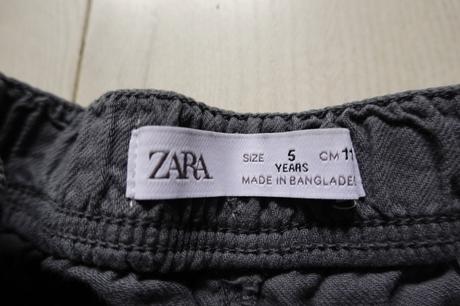 ZARA
SIZE 5 YEARS CM 11
MADE IN BANGLADE